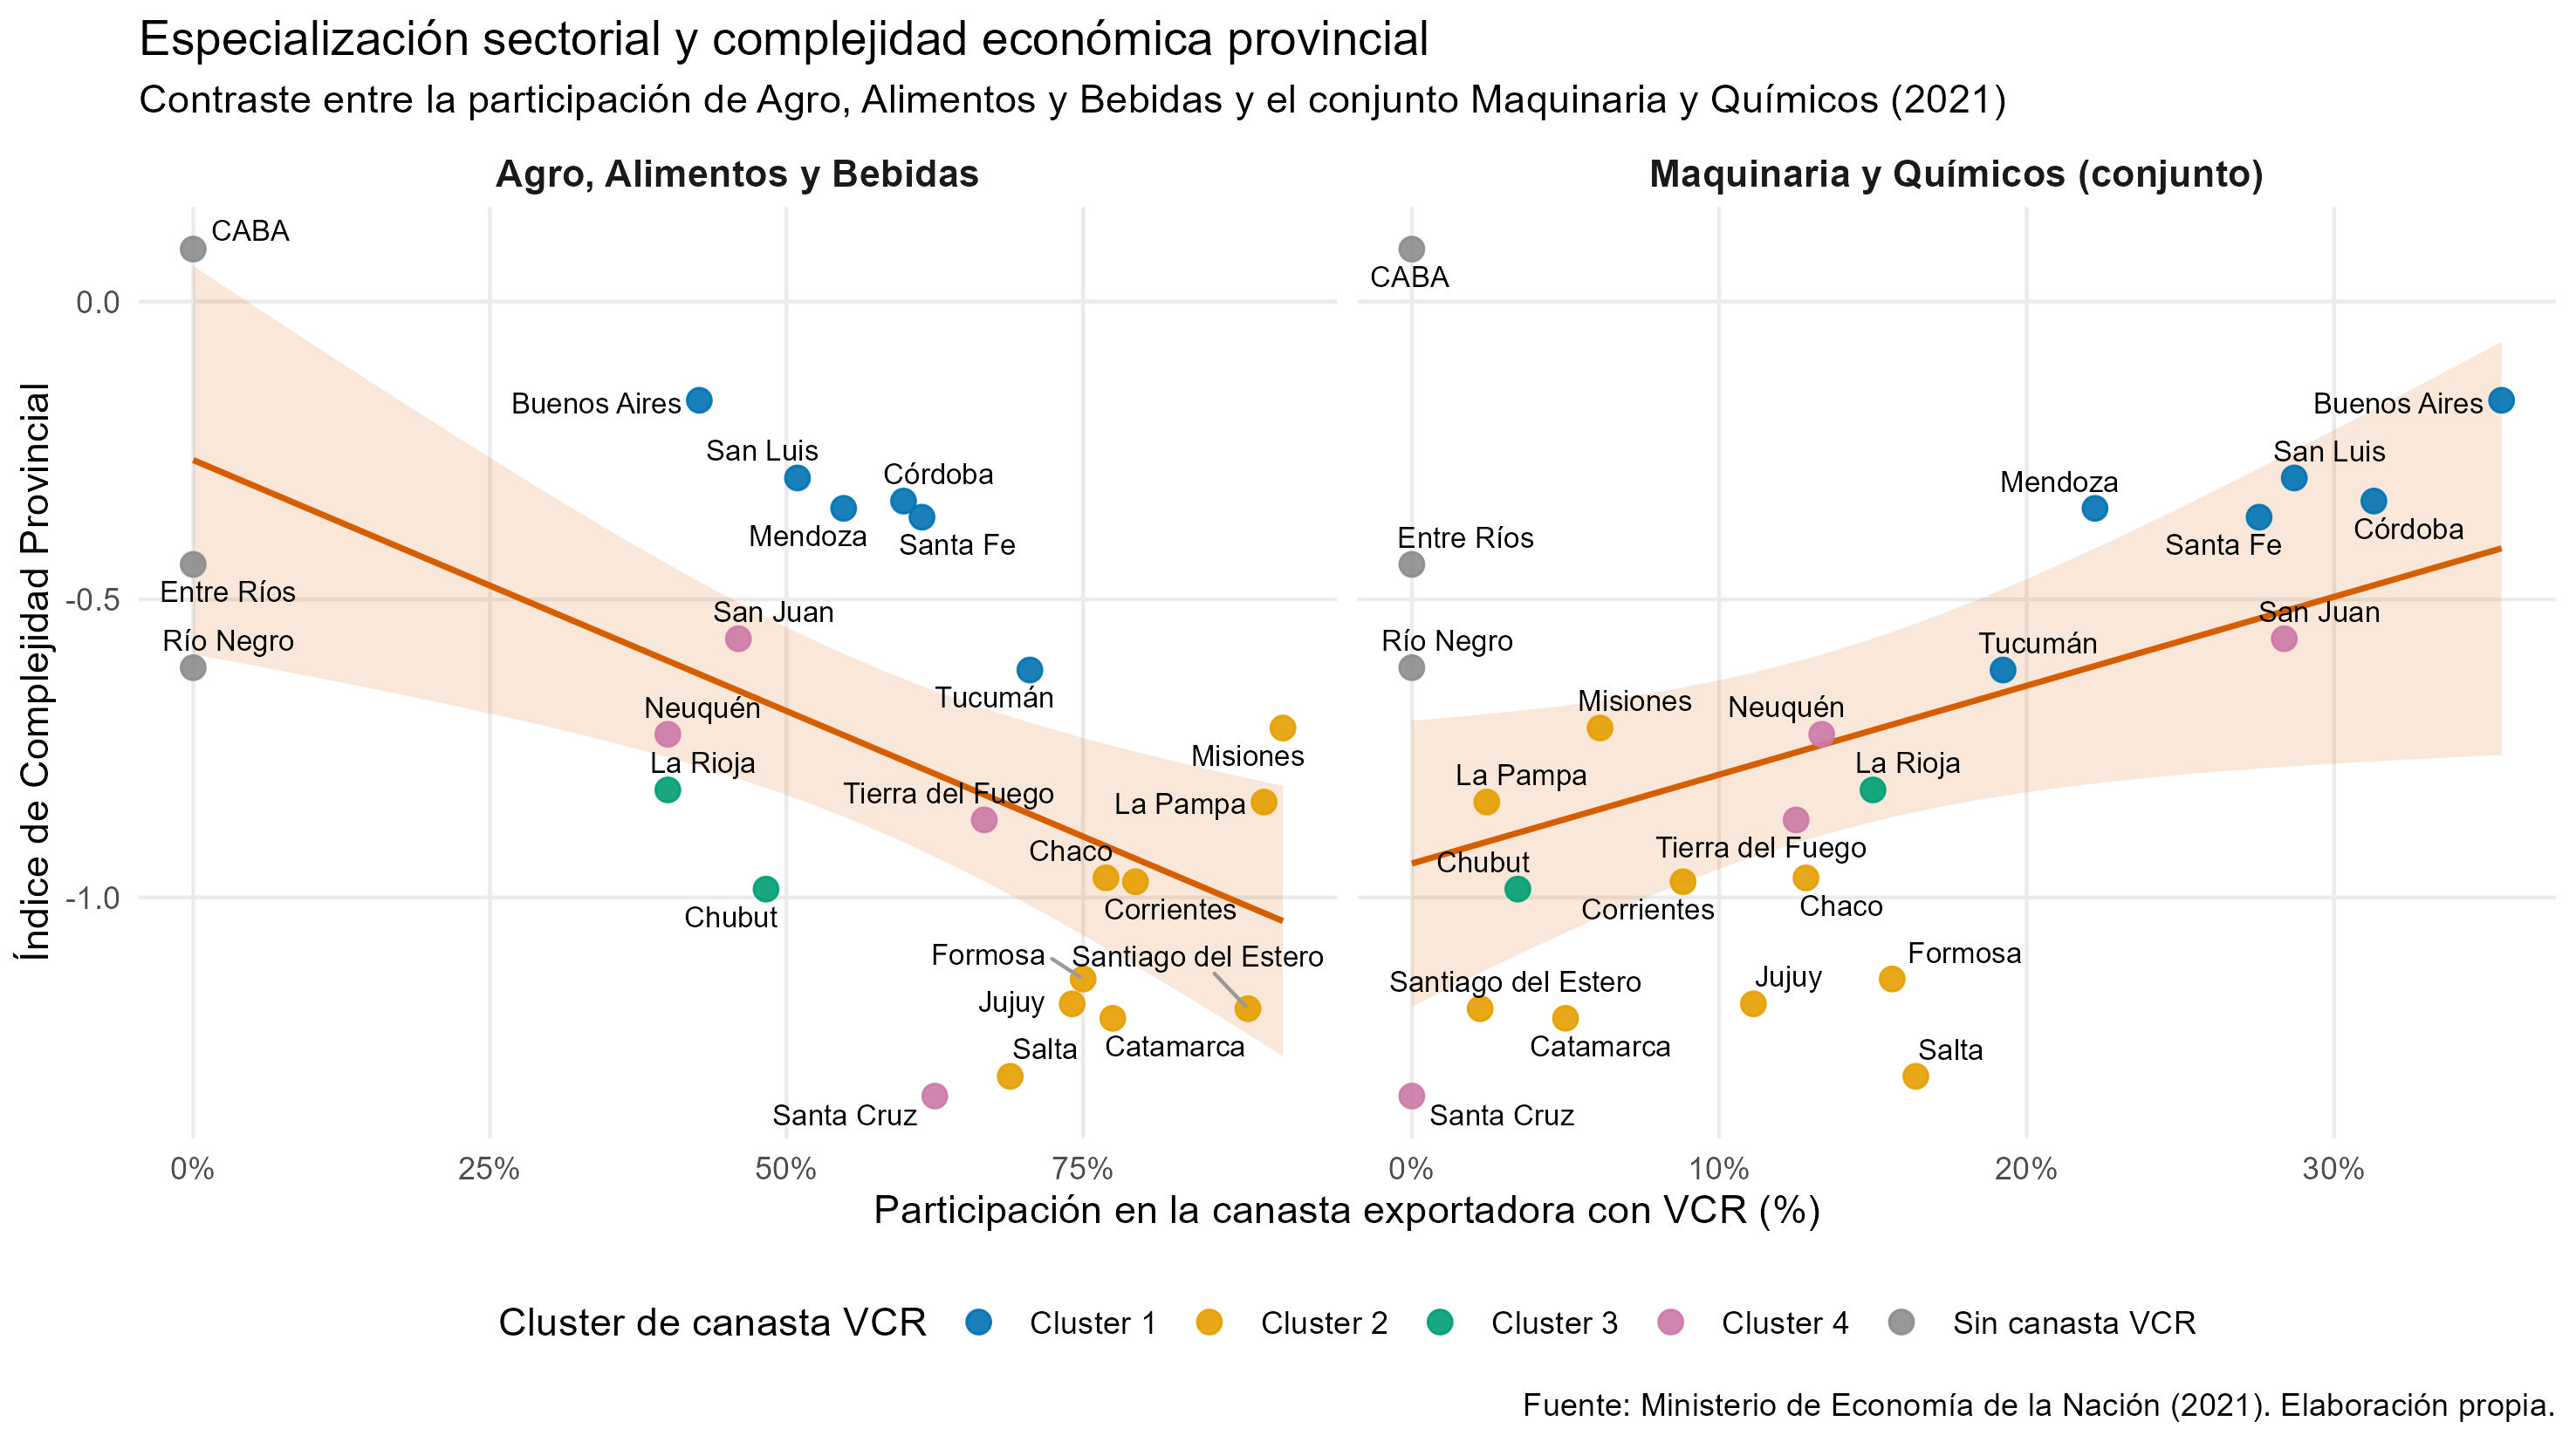 Especialización sectorial y complejidad económica provincial
Contraste entre la participación de Agro, Alimentos y Bebidas y el conjunto Maquinaria y Químicos (2021)
Agro, Alimentos y Bebidas
Maquinaria y Químicos (conjunto)
Índice de Complejidad Provincial
0.0
-0.5
-1.0
CABA
Buenos Aires
San Luis
Córdoba
Mendoza
Santa Fe
Entre Ríos
San Juan
Río Negro
Tucumán
Neuquén
Misiones
La Rioja
Tierra del Fuego
La Pampa
Chaco
Chubut
Corrientes
Formosa
Santiago del Estero
Jujuy
Salta
Catamarca
Santa Cruz
0%
25%
50%
75%
CABA
Buenos Aires
San Luis
Mendoza
Córdoba
Entre Ríos
Santa Fe
San Juan
Río Negro
Tucumán
Misiones
Neuquén
La Pampa
La Rioja
Tierra del Fuego
Chubut
Corrientes
Chaco
Formosa
Santiago del Estero
Jujuy
Catamarca
Salta
Santa Cruz
0%
10%
20%
30%
Participación en la canasta exportadora con VCR (%)
Cluster de canasta VCR
Cluster 1
Cluster 2
Cluster 3
Cluster 4
Sin canasta VCR
Fuente: Ministerio de Economía de la Nación (2021). Elaboración propia.